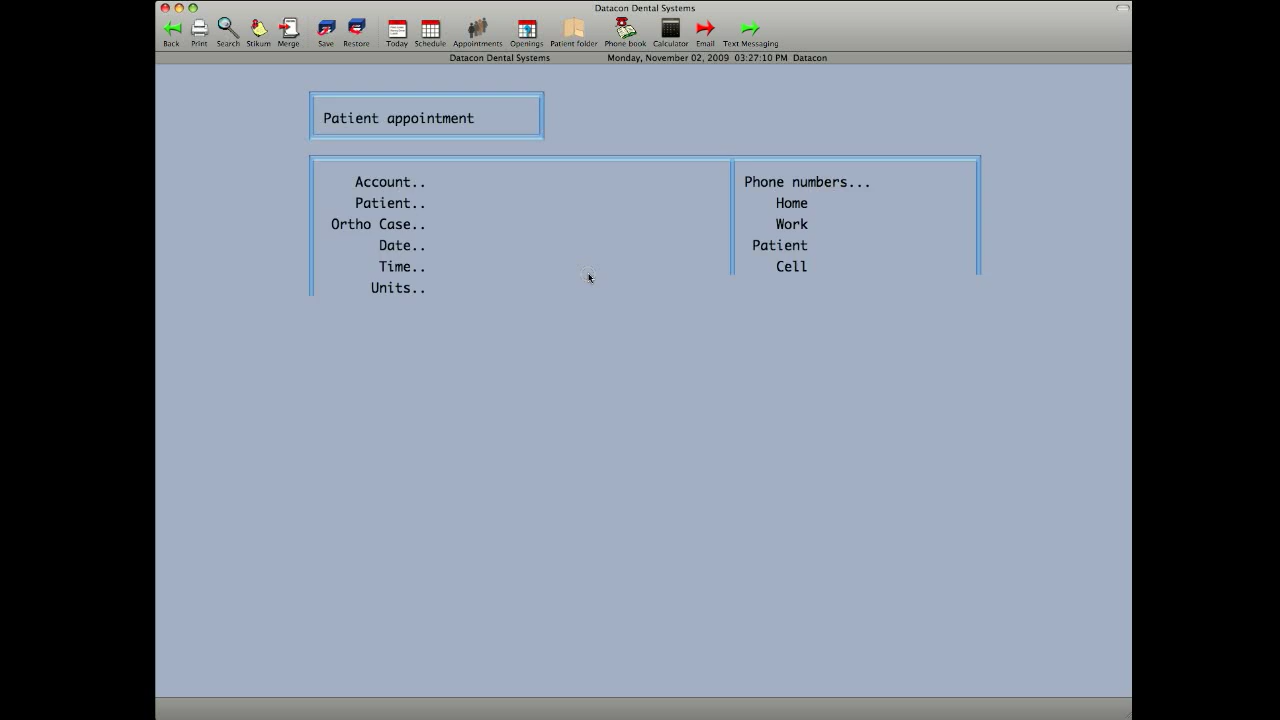 Datacon Dental Systems
Back Print Search Stikum Merge Save Restore Today Schedule Appointments Openings Patient folder Phone book Calculator Email Text Messaging
Datacon Dental Systems Monday, November 02, 2009 03:27:10 PM Datacon
Patient appointment
Account..
Patient..
Ortho Case..
Date..
Time..
Units..
Phone numbers...
Home
Work
Patient
Cell